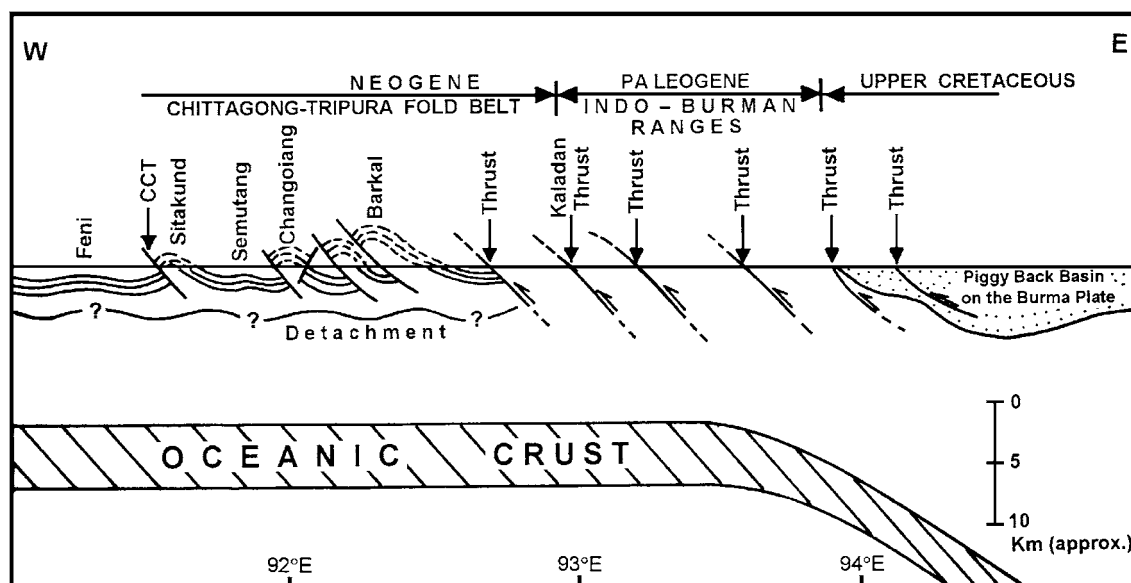 W
E
NEOGENE
PALEOGENE
UPPER CRETACEOUS
CHITTAGONG-TRIPURA FOLD BELT
INDO-BURMAN
RANGES
Feni
CCT
Sitakund
Semutang
Changoiang
Barkal
Thrust
Kaladan
Thrust
Thrust
Thrust
Thrust
Thrust
Piggy Back Basin
on the Burma Plate
? ? ?
Detachment
OCEANIC CRUST
0
5
10
Km (approx.)
92°E 93°E 94°E